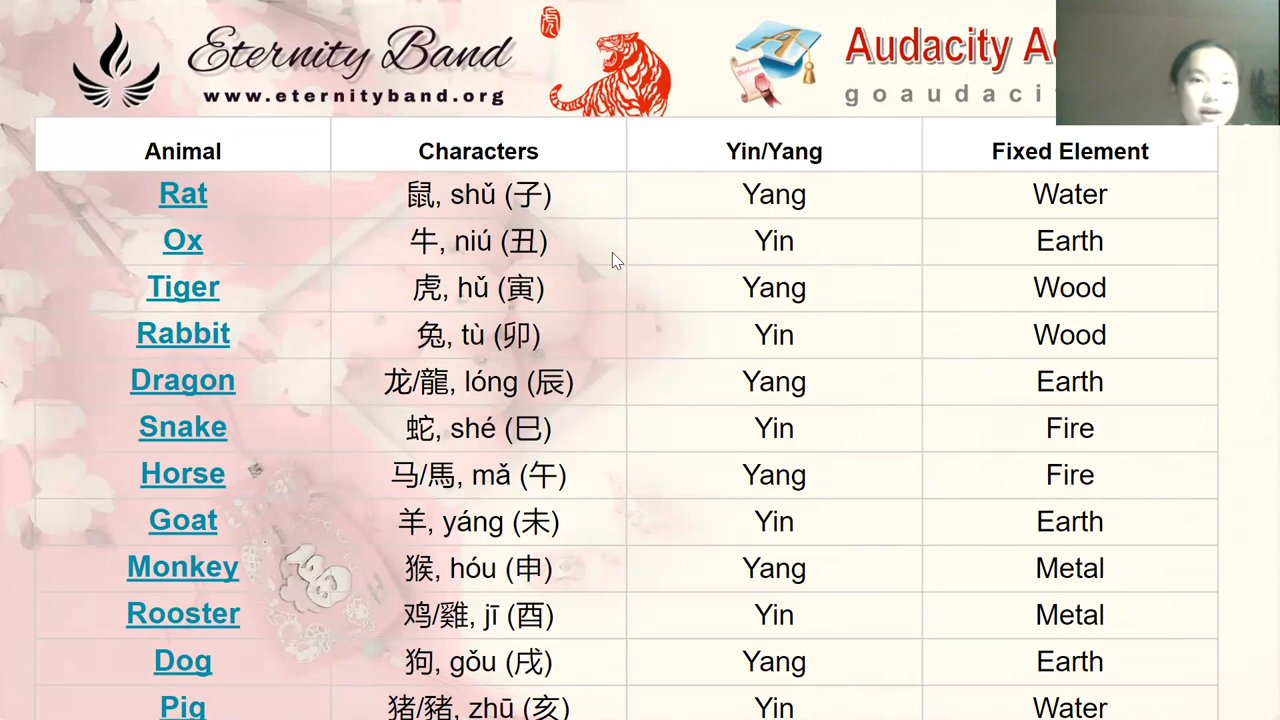 Eternity Band
www.eternityband.org
虎
Audacity A
goaudaci
Animal Characters Yin/Yang Fixed Element
Rat 鼠, shǔ (子) Yang Water
Ox 牛, niú (丑) Yin Earth
Tiger 虎, hǔ (寅) Yang Wood
Rabbit 兔, tù (卯) Yin Wood
Dragon 龙/龍, lóng (辰) Yang Earth
Snake 蛇, shé (巳) Yin Fire
Horse 马/馬, mǎ (午) Yang Fire
Goat 羊, yáng (未) Yin Earth
Monkey 猴, hóu (申) Yang Metal
Rooster 鸡/雞, jī (酉) Yin Metal
Dog 狗, gǒu (戌) Yang Earth
Pig 猪/豬, zhū (亥) Yin Water